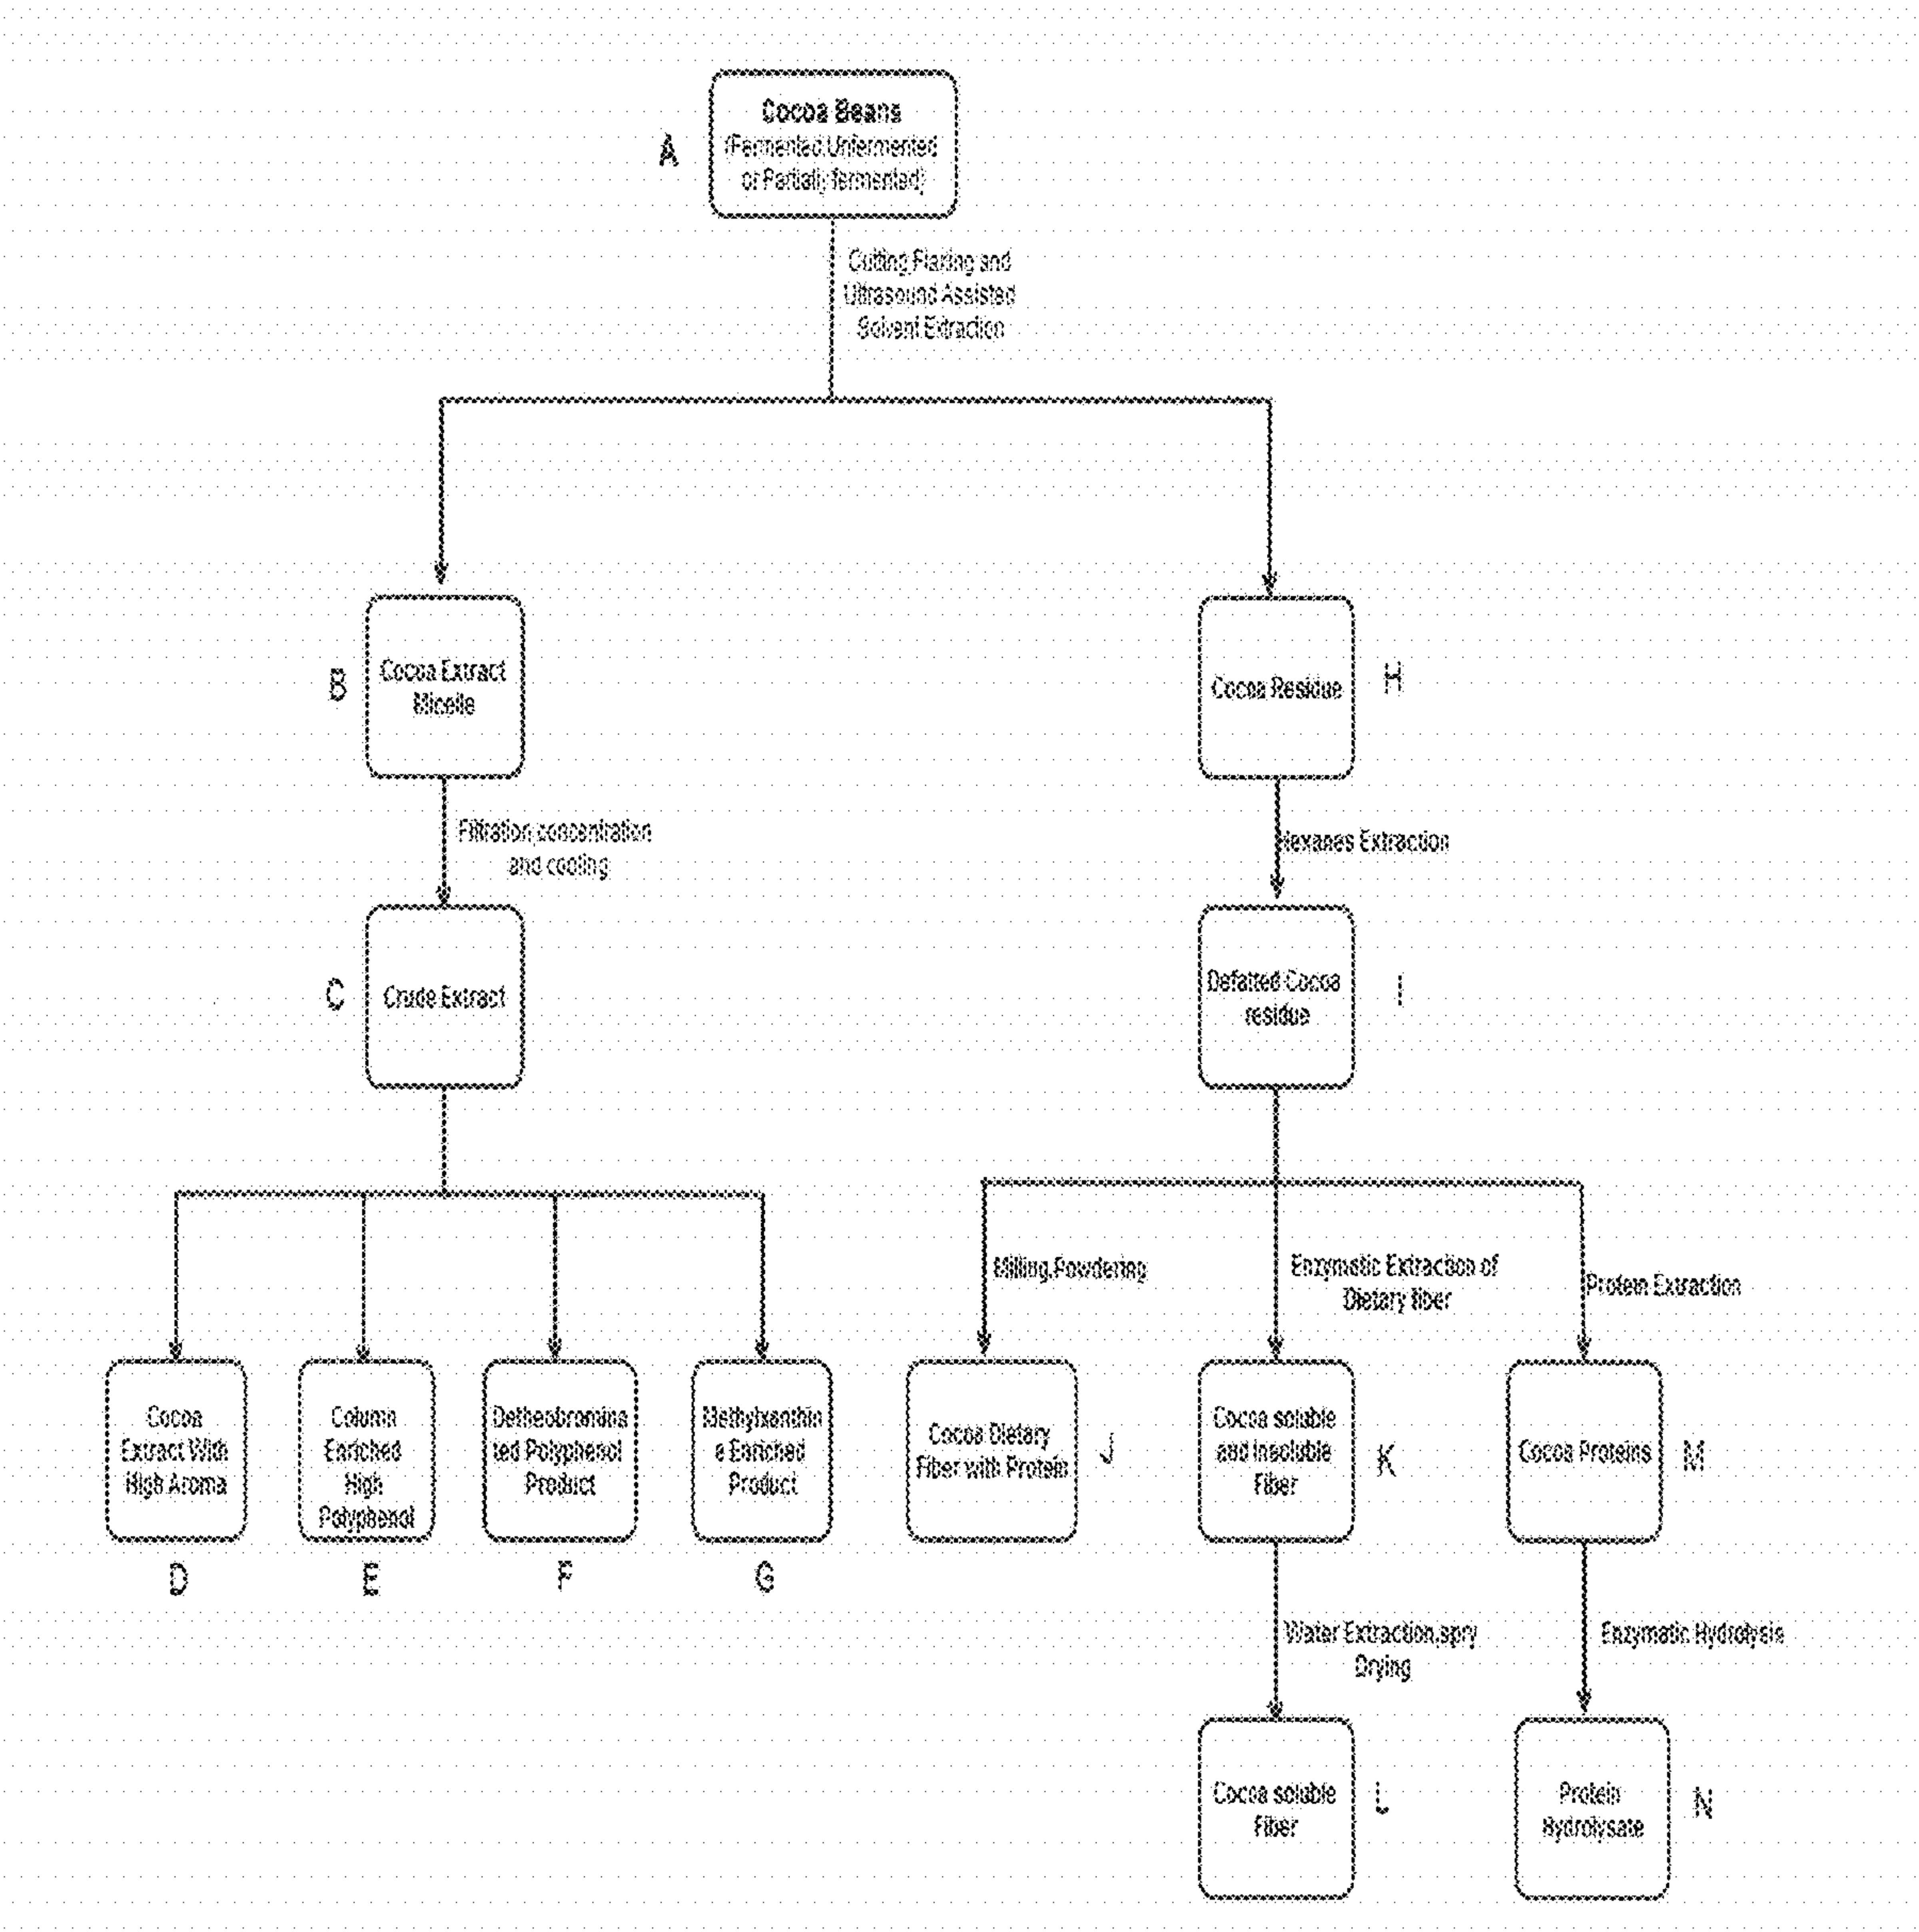 Cocoa Beans
(Fermented,Unfermented
or Partially fermented)
A
Cutting,Flaking and
Ultrasound Assisted
Solvent Extraction
B
Cocoa Extract
Micelle
Cocoa Residue
H
Filtration,concentration
and cooling
Hexanes Extraction
C
Crude Extract
Defatted Cocoa
residue
I
Milling,Powdering
Enzymatic Extraction of
Dietary fiber
Protein Extraction
Cocoa
Extract With
High Aroma
D
Column
Enriched
High
Polyphenol
E
Detheobromina
ted Polyphenol
Product
F
Methylxanthin
e Enriched
Product
G
Cocoa Dietary
Fiber with Protein
J
Cocoa soluble
and insoluble
Fiber
K
Cocoa Proteins
M
Water Extraction,spry
Drying
Enzymatic Hydrolysis
Cocoa soluble
Fiber
L
Protein
Hydrolysate
N